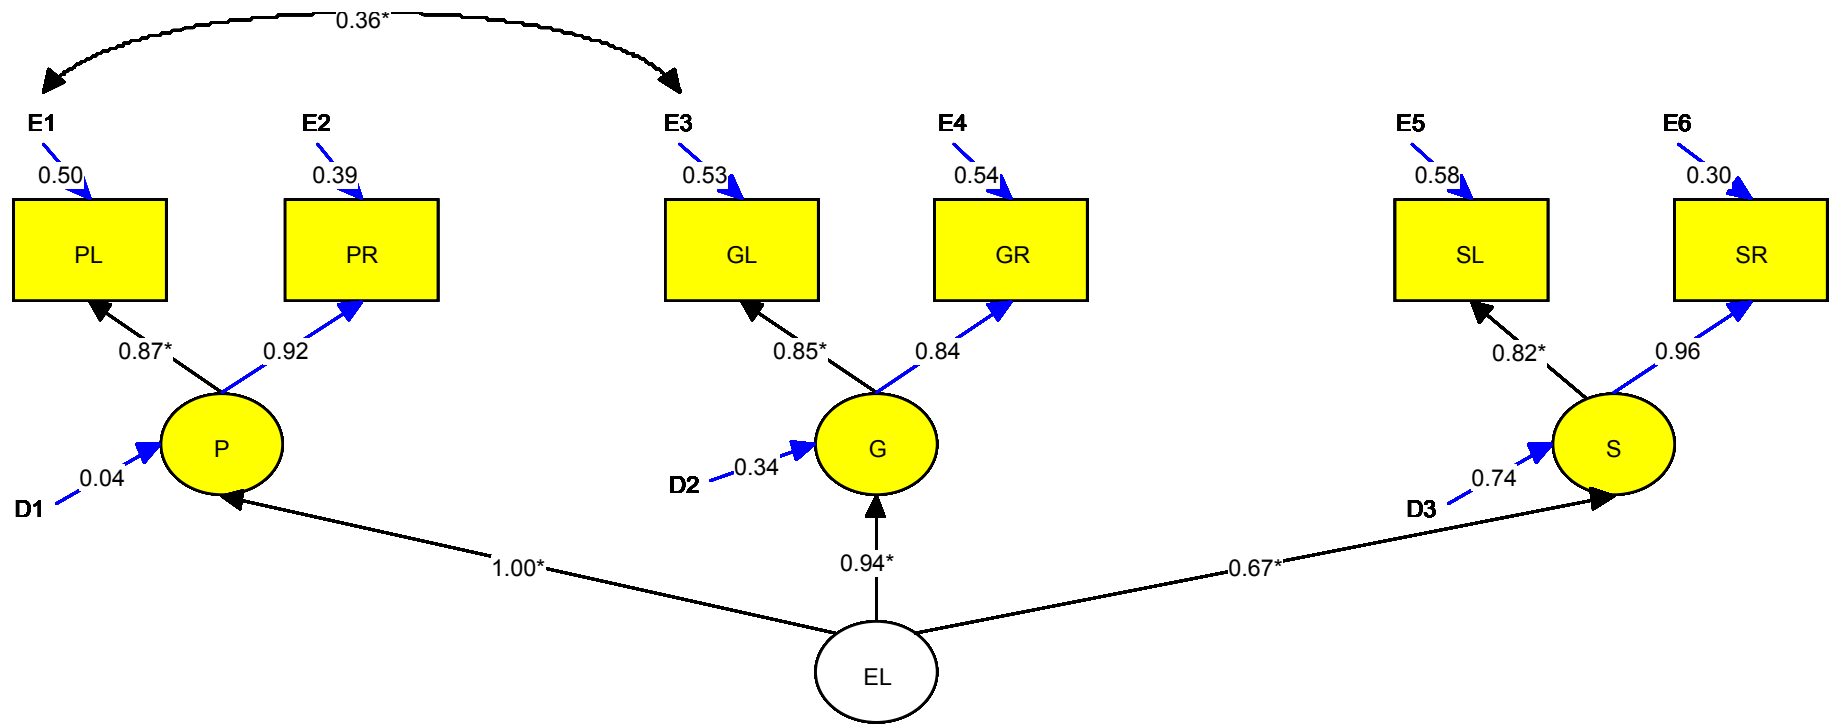 0.36*
E1 E2 E3 E4 E5 E6
0.50 0.39 0.53 0.54 0.58 0.30
PL PR GL GR SL SR
0.87* 0.92 0.85* 0.84 0.82* 0.96
P G S
0.04 0.34 0.74
D1 D2 D3
1.00* 0.94* 0.67*
EL